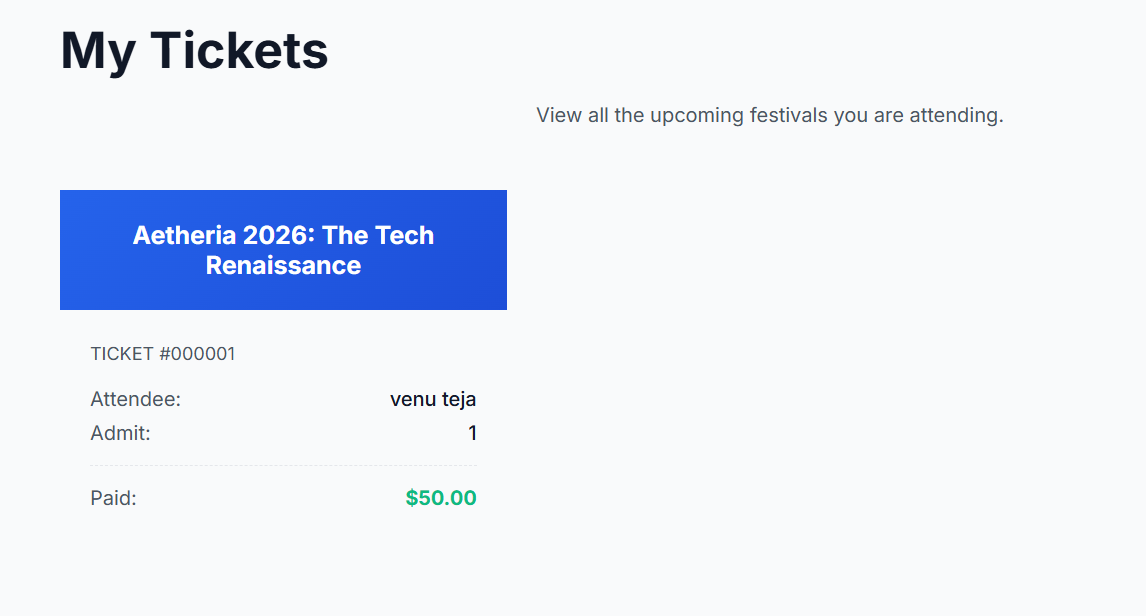 My Tickets
View all the upcoming festivals you are attending.
Aetheria 2026: The Tech
Renaissance
TICKET #000001
Attendee: venu teja
Admit: 1
Paid: $50.00